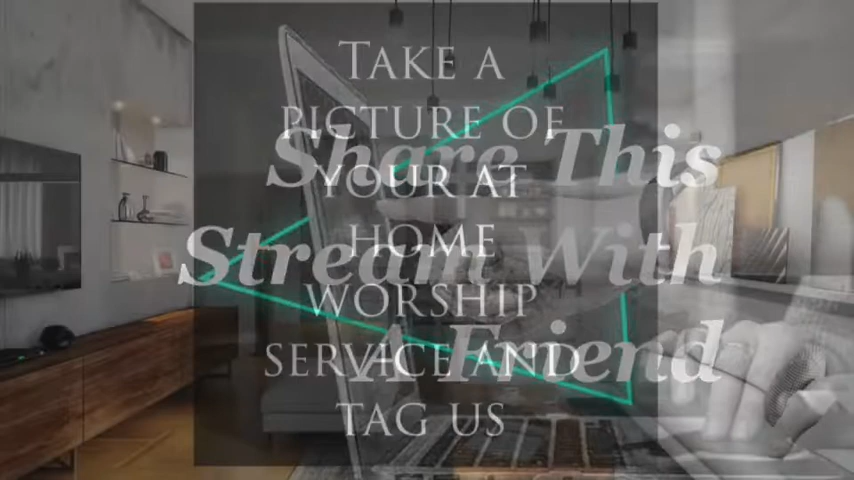 TAKE A
PICTURE OF
YOUR AT
HOME
WORSHIP
SERVICE AND
TAG US
Share This
Stream With
A Friend